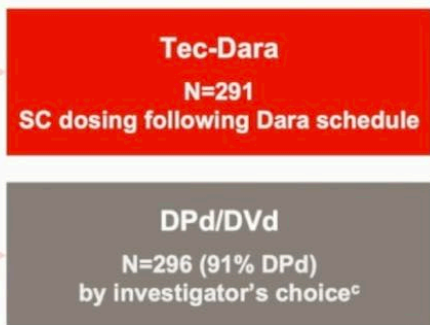 Tec-Dara
N=291
SC dosing following Dara schedule
DPd/DVd
N=296 (91% DPd)
by investigator's choiceᶜ